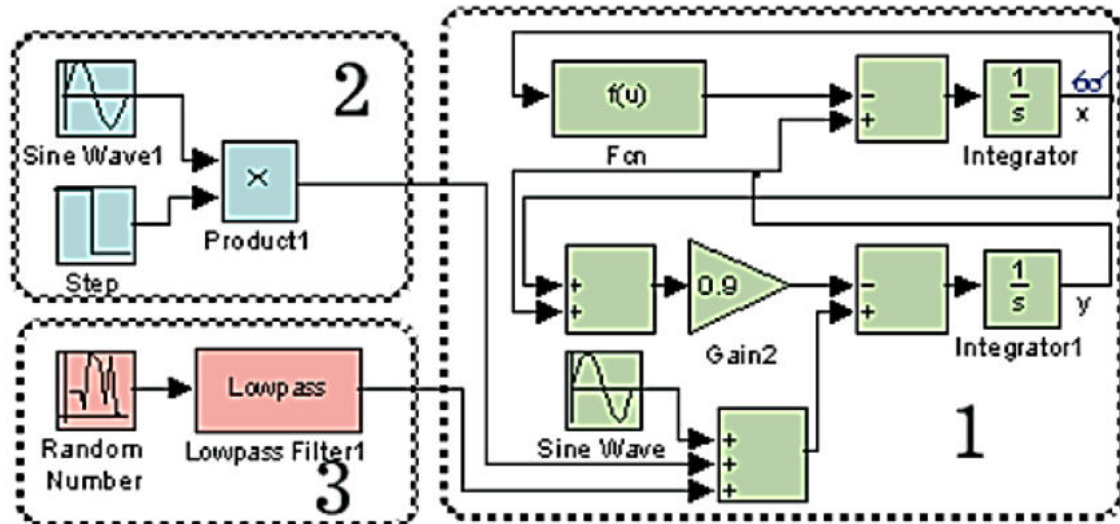 2
Sine Wave1
×
Product1
Step
Random
Number
Lowpass
Lowpass Filter1
3
f(u)
Fcn
−
+
1
s
x
Integrator
+
+
0.9
Gain2
−
+
1
s
y
Integrator1
Sine Wave
+
+
+
1